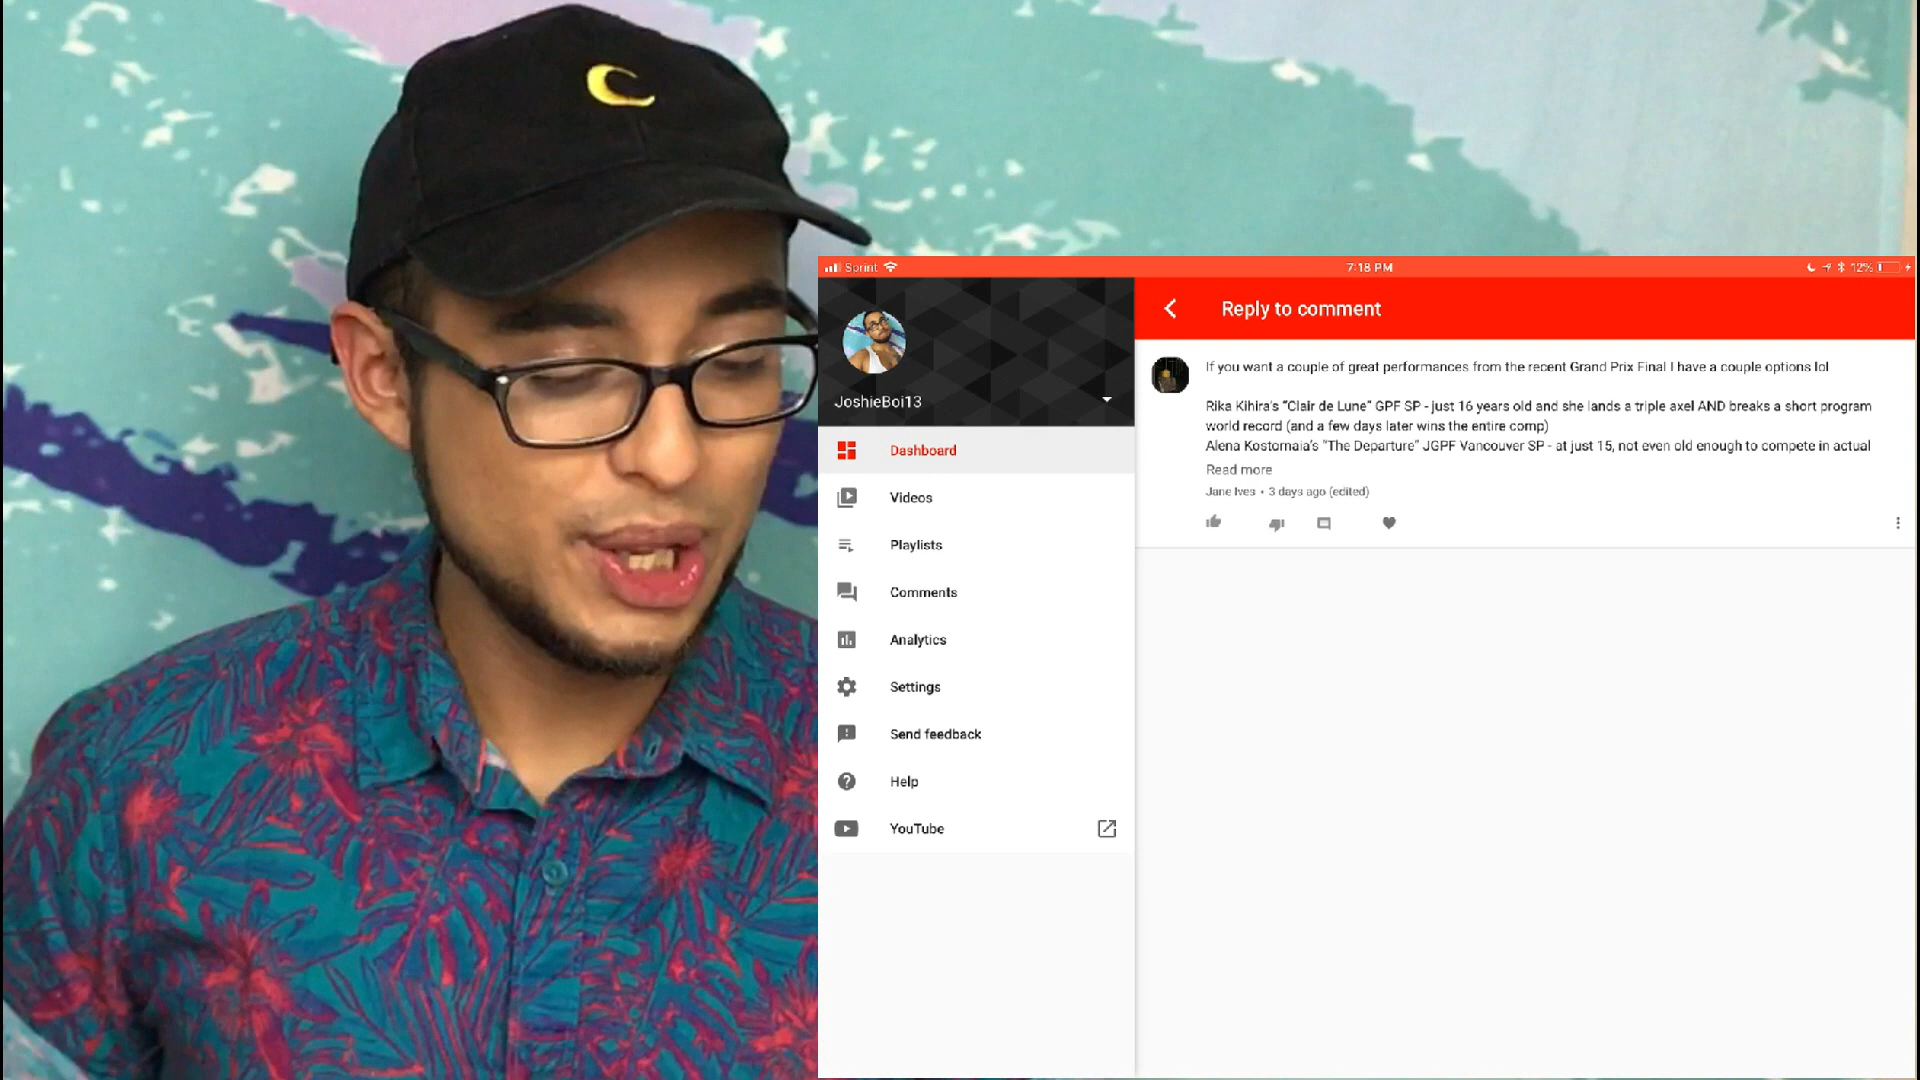 Sprint
7:18 PM
12%
JoshieBoi13
Dashboard
Videos
Playlists
Comments
Analytics
Settings
Send feedback
Help
YouTube
Reply to comment
If you want a couple of great performances from the recent Grand Prix Final I have a couple options lol
Rika Kihira's "Clair de Lune" GPF SP - just 16 years old and she lands a triple axel AND breaks a short program
world record (and a few days later wins the entire comp)
Alena Kostornaia's "The Departure" JGPF Vancouver SP - at just 15, not even old enough to compete in actual
Read more
Jane Ives • 3 days ago (edited)